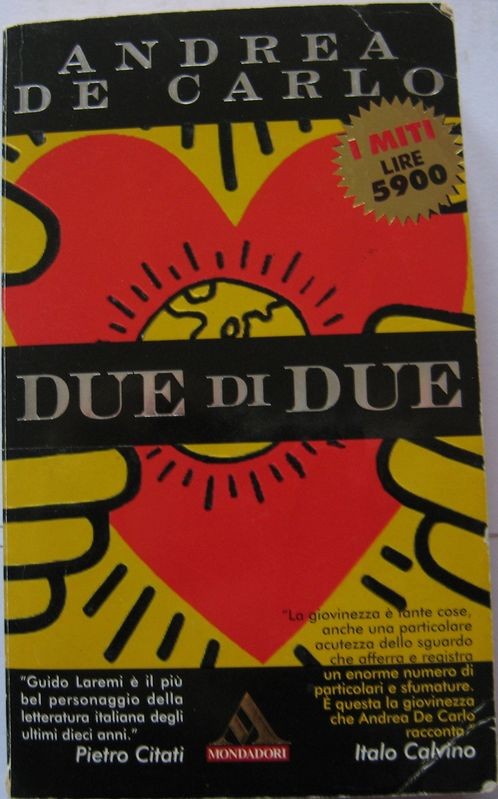 ANDREA
DE CARLO
I MITI
LIRE
5900
DUE DI DUE
"La giovinezza è tante cose,
anche una particolare
acutezza dello sguardo
che afferra e registra
un enorme numero di
particolari e sfumature.
È questa la giovinezza
che Andrea De Carlo
racconta."
Italo Calvino
"Guido Laremi è il più
bel personaggio della
letteratura italiana degli
ultimi dieci anni."
Pietro Citati
MONDADORI